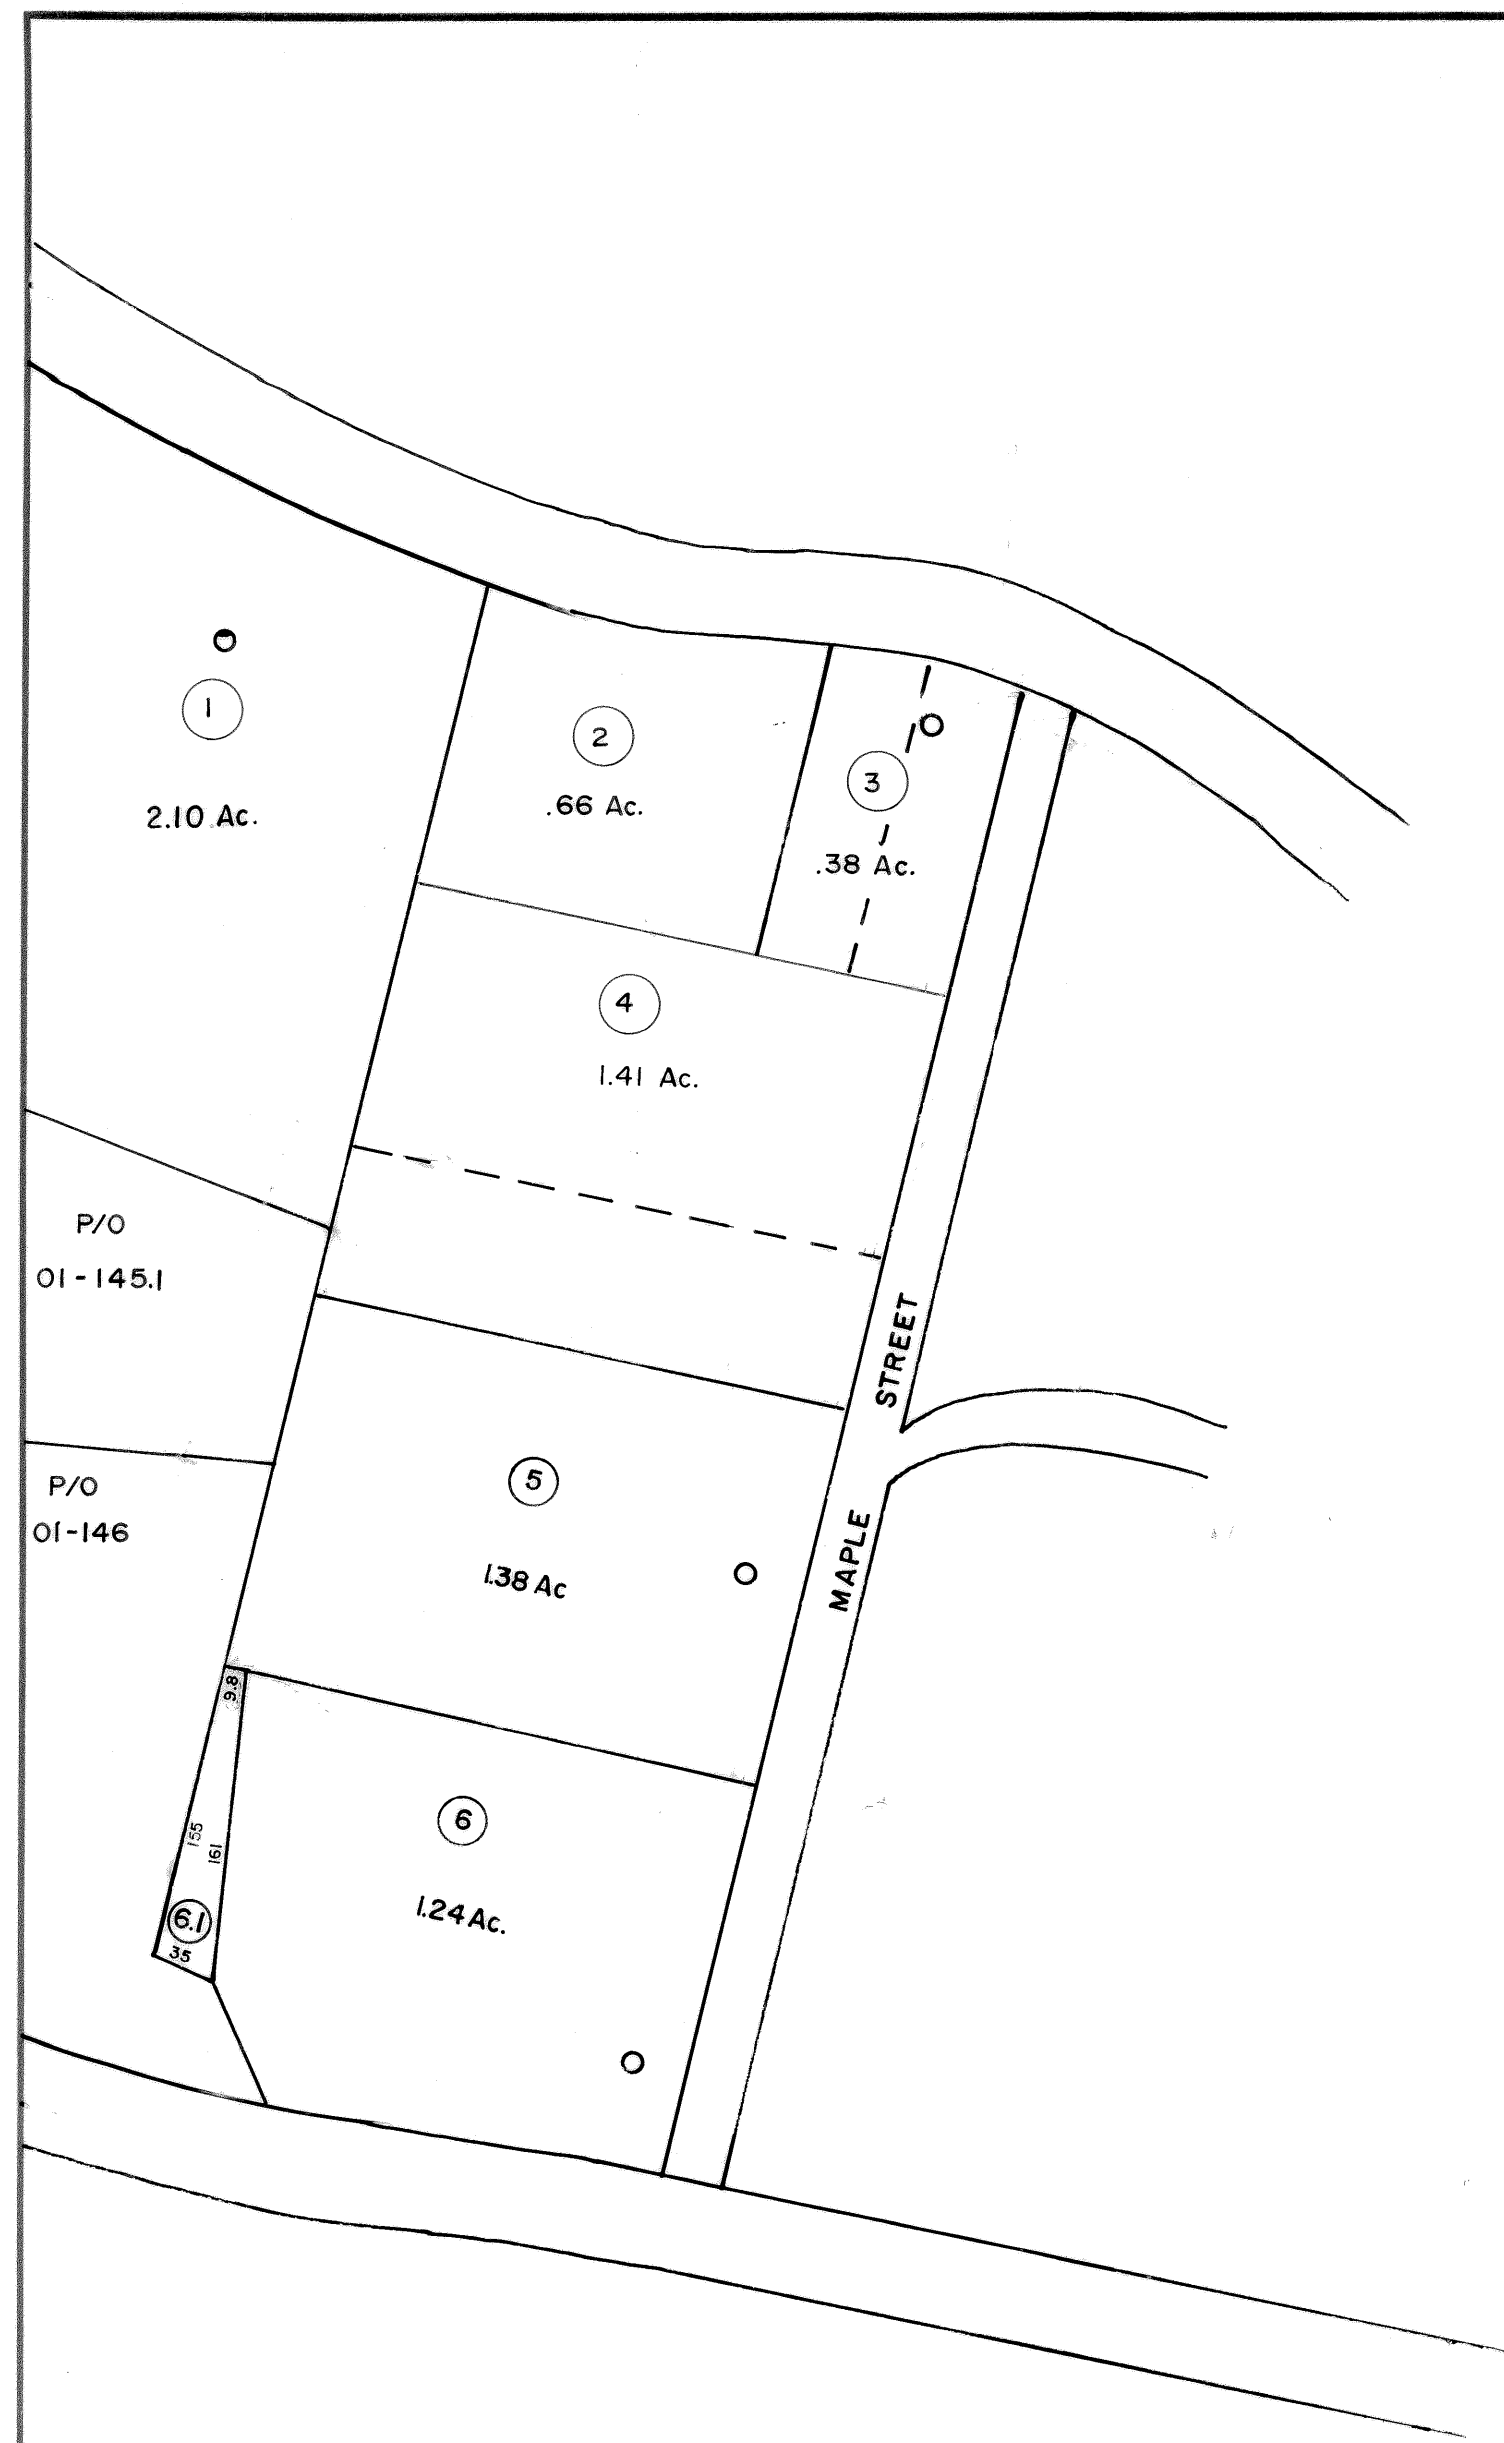 1
2.10 Ac.
2
.66 Ac.
3
.38 Ac.
4
1.41 Ac.
P/O
01-145.1
STREET
MAPLE
P/O
01-146
5
1.38 Ac
9.8
155
161
6.1
35
6
1.24 Ac.